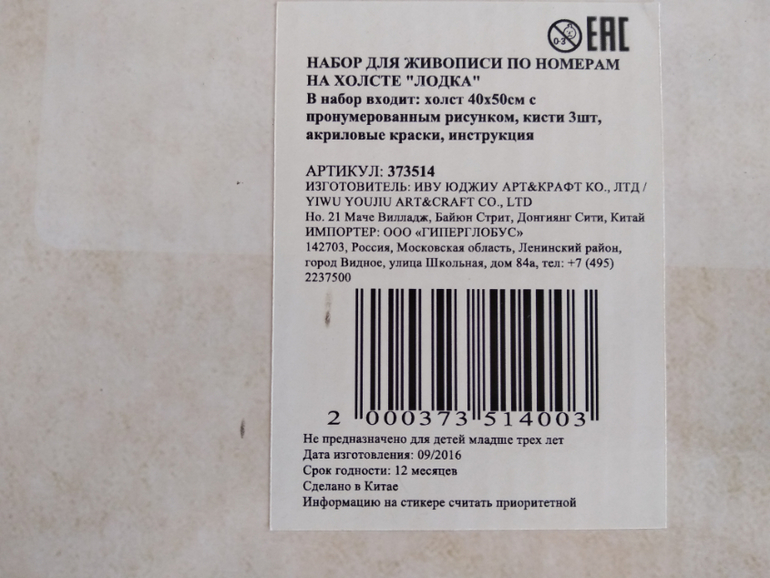 0-3 EAC
НАБОР ДЛЯ ЖИВОПИСИ ПО НОМЕРАМ
НА ХОЛСТЕ "ЛОДКА"
В набор входит: холст 40х50см с
пронумерованным рисунком, кисти 3шт,
акриловые краски, инструкция
АРТИКУЛ: 373514
ИЗГОТОВИТЕЛЬ: ИВУ ЮДЖИУ АРТ&КРАФТ КО., ЛТД /
YIWU YOUJIU ART&CRAFT CO., LTD
Но. 21 Маче Вилладж, Байюн Стрит, Донгиянг Сити, Китай
ИМПОРТЕР: ООО «ГИПЕРГЛОБУС»
142703, Россия, Московская область, Ленинский район,
город Видное, улица Школьная, дом 84а, тел: +7 (495)
2237500
2 000373 514003
Не предназначено для детей младше трех лет
Дата изготовления: 09/2016
Срок годности: 12 месяцев
Сделано в Китае
Информацию на стикере считать приоритетной